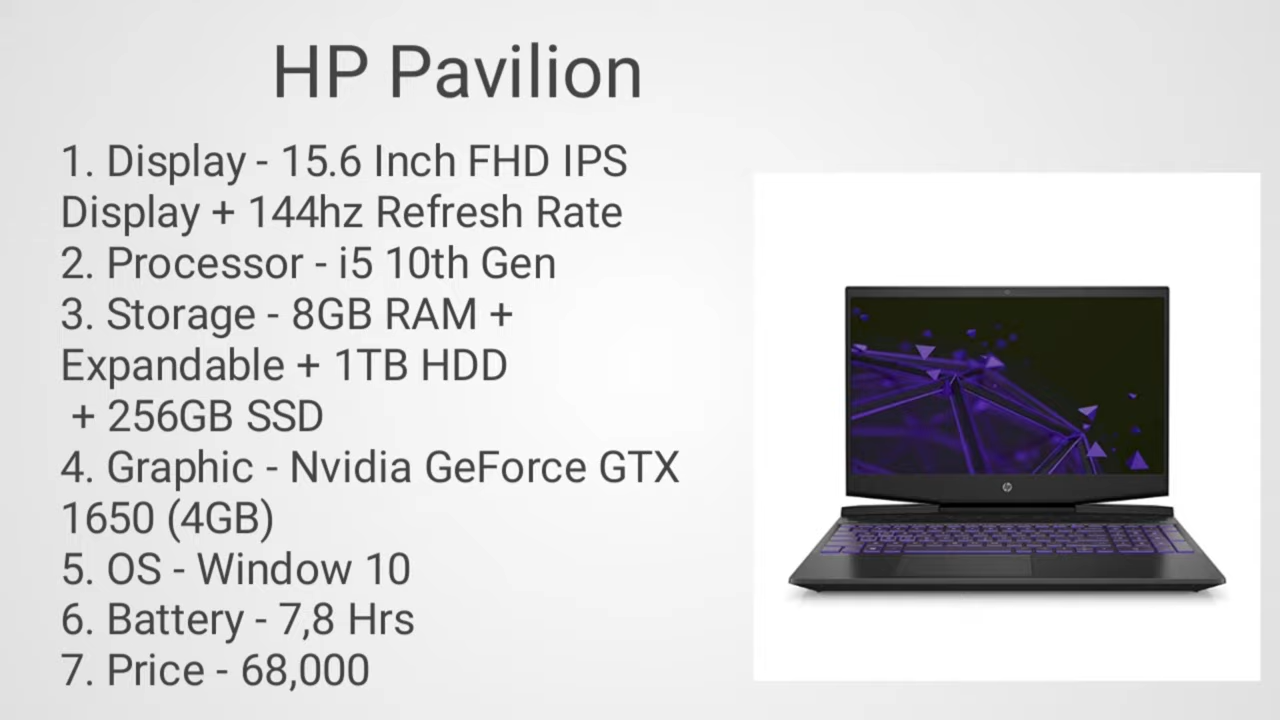 HP Pavilion
1. Display - 15.6 Inch FHD IPS
Display + 144hz Refresh Rate
2. Processor - i5 10th Gen
3. Storage - 8GB RAM +
Expandable + 1TB HDD
+ 256GB SSD
4. Graphic - Nvidia GeForce GTX
1650 (4GB)
5. OS - Window 10
6. Battery - 7,8 Hrs
7. Price - 68,000
hp